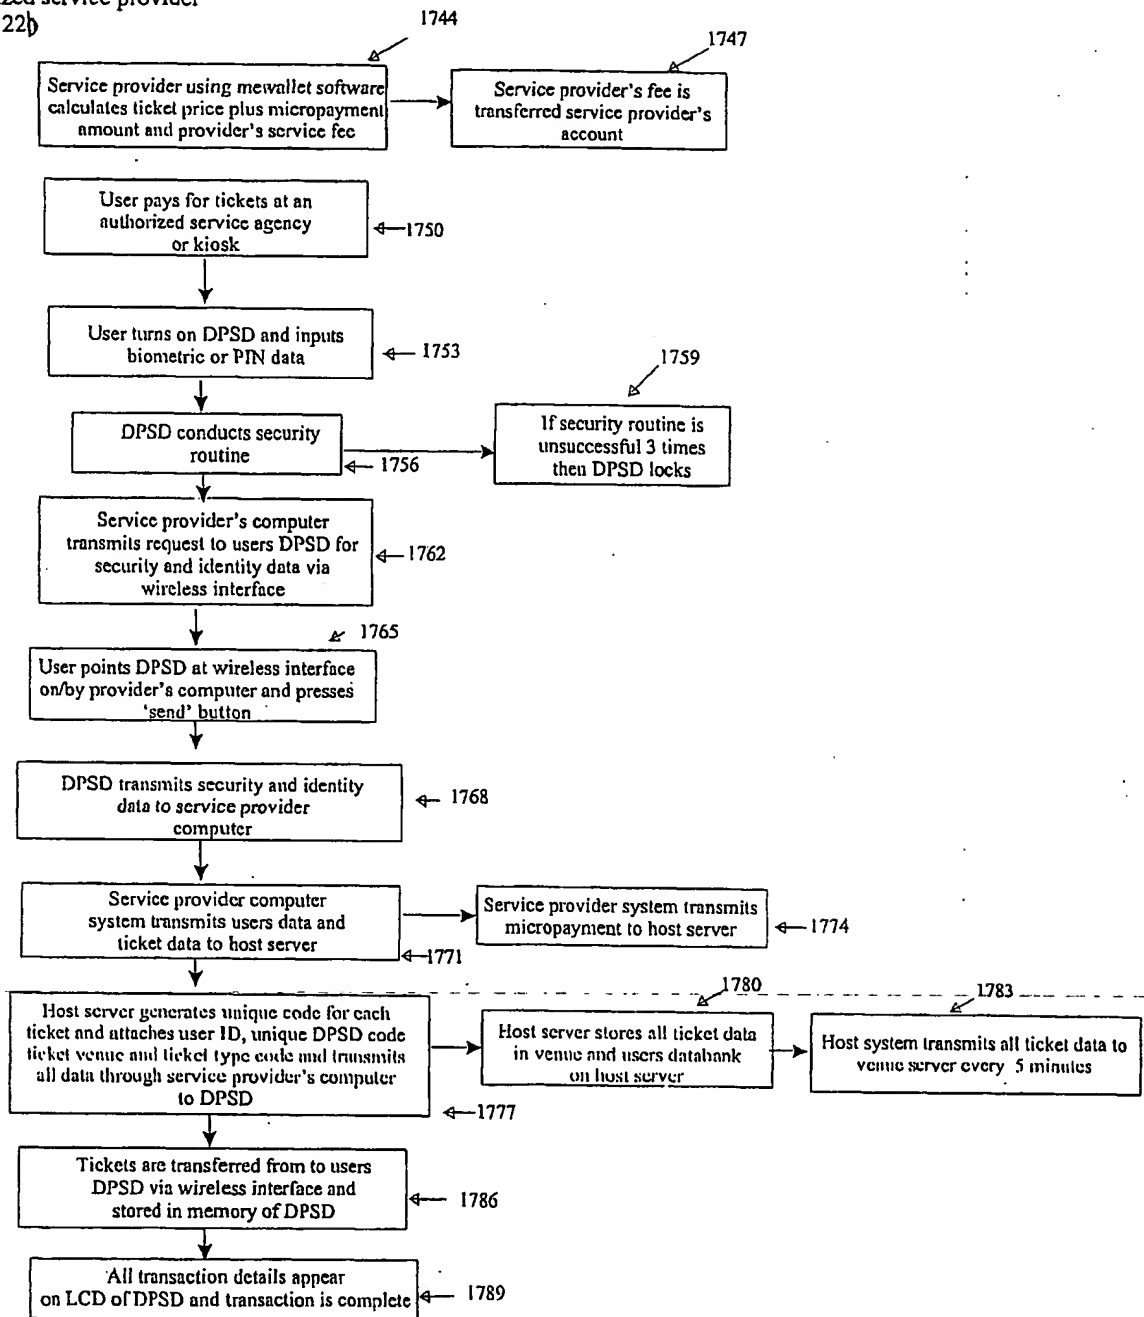 service provider
22b
1744
1747
Service provider using mewallet software
calculates ticket price plus micropayment
amount and provider's service fee
Service provider's fee is
transferred service provider's
account
User pays for tickets at an
authorized service agency
or kiosk
1750
User turns on DPSD and inputs
biometric or PIN data
1753
1759
DPSD conducts security
routine
1756
If security routine is
unsuccessful 3 times
then DPSD locks
Service provider's computer
transmits request to users DPSD for
security and identity data via
wireless interface
1762
1765
User points DPSD at wireless interface
on/by provider's computer and presses
'send' button
DPSD transmits security and identity
data to service provider
computer
1768
Service provider computer
system transmits users data and
ticket data to host server
1771
Service provider system transmits
micropayment to host server
1774
1780
1783
Host server generates unique code for each
ticket and attaches user ID, unique DPSD code
ticket venue and ticket type code and transmits
all data through service provider's computer
to DPSD
1777
Host server stores all ticket data
in venue and users databank
on host server
Host system transmits all ticket data to
venue server every 5 minutes
Tickets are transferred from to users
DPSD via wireless interface and
stored in memory of DPSD
1786
All transaction details appear
on LCD of DPSD and transaction is complete
1789